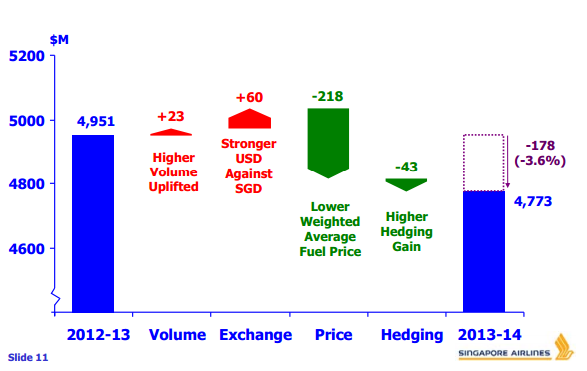 $M
5200
5000
4800
4600
4,951
+23
Higher
Volume
Uplifted
+60
Stronger
USD
Against
SGD
-218
Lower
Weighted
Average
Fuel Price
-43
Higher
Hedging
Gain
-178
(-3.6%)
4,773
2012-13 Volume Exchange Price Hedging 2013-14
Slide 11
SINGAPORE AIRLINES